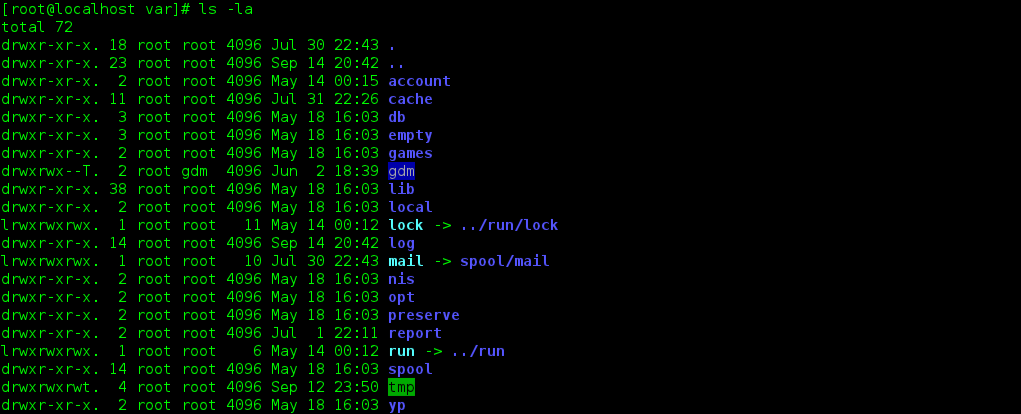 [root@localhost var]# ls -la
total 72
drwxr-xr-x. 18 root root 4096 Jul 30 22:43 .
drwxr-xr-x. 23 root root 4096 Sep 14 20:42 ..
drwxr-xr-x.  2 root root 4096 May 14 00:15 account
drwxr-xr-x. 11 root root 4096 Jul 31 22:26 cache
drwxr-xr-x.  3 root root 4096 May 18 16:03 db
drwxr-xr-x.  3 root root 4096 May 18 16:03 empty
drwxr-xr-x.  2 root root 4096 May 18 16:03 games
drwxrwx--T.  2 root gdm  4096 Jun  2 18:39 gdm
drwxr-xr-x. 38 root root 4096 May 18 16:03 lib
drwxr-xr-x.  2 root root 4096 May 18 16:03 local
lrwxrwxrwx.  1 root root   11 May 14 00:12 lock -> ../run/lock
drwxr-xr-x. 14 root root 4096 Sep 14 20:42 log
lrwxrwxrwx.  1 root root   10 Jul 30 22:43 mail -> spool/mail
drwxr-xr-x.  2 root root 4096 May 18 16:03 nis
drwxr-xr-x.  2 root root 4096 May 18 16:03 opt
drwxr-xr-x.  2 root root 4096 May 18 16:03 preserve
drwxr-xr-x.  2 root root 4096 Jul  1 22:11 report
lrwxrwxrwx.  1 root root    6 May 14 00:12 run -> ../run
drwxr-xr-x. 14 root root 4096 May 18 16:03 spool
drwxrwxrwt.  4 root root 4096 Sep 12 23:50 tmp
drwxr-xr-x.  2 root root 4096 May 18 16:03 yp